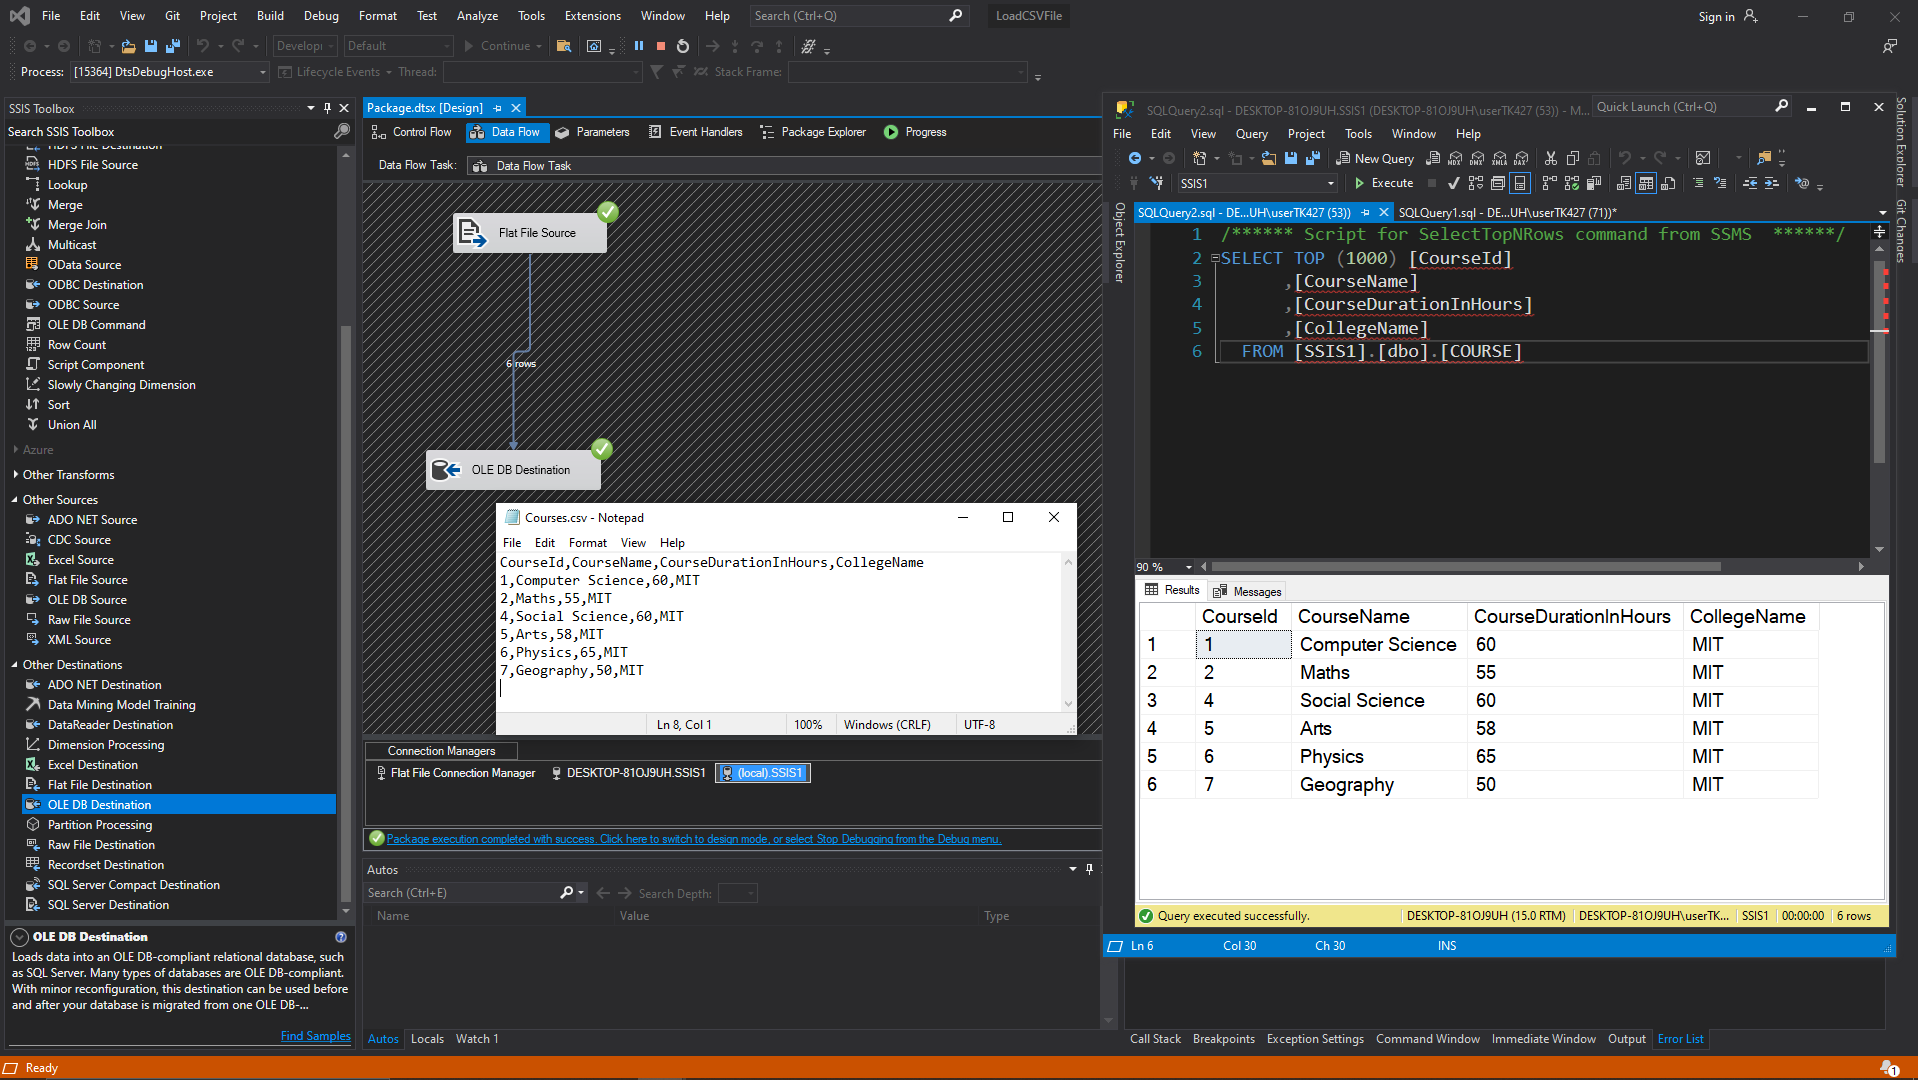 File Edit View Git Project Build Debug Format Test Analyze Tools Extensions Window Help Search (Ctrl+Q) LoadCSVFile Sign in
Developi Default Continue
Process: [15364] DtsDebugHost.exe Lifecycle Events Thread: Stack Frame:
SSIS Toolbox
Search SSIS Toolbox
HDFS File Destination
HDFS File Source
Lookup
Merge
Merge Join
Multicast
OData Source
ODBC Destination
ODBC Source
OLE DB Command
Row Count
Script Component
Slowly Changing Dimension
Sort
Union All
Azure
Other Transforms
Other Sources
ADO NET Source
CDC Source
Excel Source
Flat File Source
OLE DB Source
Raw File Source
XML Source
Other Destinations
ADO NET Destination
Data Mining Model Training
DataReader Destination
Dimension Processing
Excel Destination
Flat File Destination
OLE DB Destination
Partition Processing
Raw File Destination
Recordset Destination
SQL Server Compact Destination
SQL Server Destination
OLE DB Destination
Loads data into an OLE DB-compliant relational database, such
as SQL Server. Many types of databases are OLE DB-compliant.
With minor reconfiguration, this destination can be used before
and after your database is migrated from one OLE DB-...
Find Samples
Package.dtsx [Design]
Control Flow Data Flow Parameters Event Handlers Package Explorer Progress
Data Flow Task: Data Flow Task
Flat File Source
6 rows
OLE DB Destination
Courses.csv - Notepad
File Edit Format View Help
CourseId,CourseName,CourseDurationInHours,CollegeName
1,Computer Science,60,MIT
2,Maths,55,MIT
4,Social Science,60,MIT
5,Arts,58,MIT
6,Physics,65,MIT
7,Geography,50,MIT
Ln 8, Col 1 100% Windows (CRLF) UTF-8
Connection Managers
Flat File Connection Manager DESKTOP-81OJ9UH.SSIS1 (local).SSIS1
Package execution completed with success. Click here to switch to design mode, or select Stop Debugging from the Debug menu.
Autos
Search (Ctrl+E) Search Depth:
Name Value Type
Autos Locals Watch 1
SQLQuery2.sql - DESKTOP-81OJ9UH.SSIS1 (DESKTOP-81OJ9UH\userTK427 (53)) - M... Quick Launch (Ctrl+Q)
File Edit View Query Project Tools Window Help
New Query MDX DMX XMLA DAX
SSIS1 Execute
Object Explorer
SQLQuery2.sql - DE...UH\userTK427 (53)) SQLQuery1.sql - DE...UH\userTK427 (71))*
1 /****** Script for SelectTopNRows command from SSMS ******/
2 SELECT TOP (1000) [CourseId]
3 ,[CourseName]
4 ,[CourseDurationInHours]
5 ,[CollegeName]
6 FROM [SSIS1].[dbo].[COURSE]
90 %
Results Messages
CourseId CourseName CourseDurationInHours CollegeName
1 1 Computer Science 60 MIT
2 2 Maths 55 MIT
3 4 Social Science 60 MIT
4 5 Arts 58 MIT
5 6 Physics 65 MIT
6 7 Geography 50 MIT
Query executed successfully. DESKTOP-81OJ9UH (15.0 RTM) DESKTOP-81OJ9UH\userTK... SSIS1 00:00:00 6 rows
Ln 6 Col 30 Ch 30 INS
Solution Explorer
Git Changes
Call Stack Breakpoints Exception Settings Command Window Immediate Window Output Error List
Ready 1